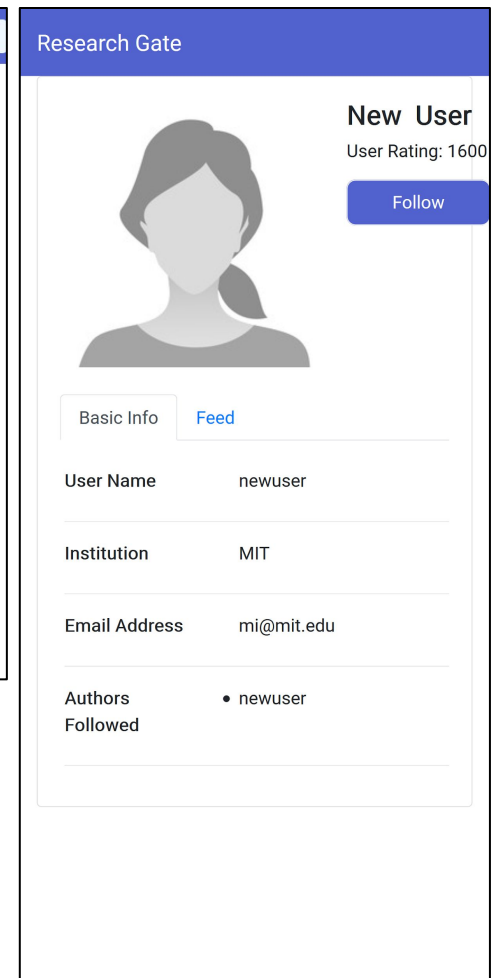 Research Gate
New User
User Rating: 1600
Follow
Basic Info
Feed
User Name
newuser
Institution
MIT
Email Address
mi@mit.edu
Authors
Followed
• newuser